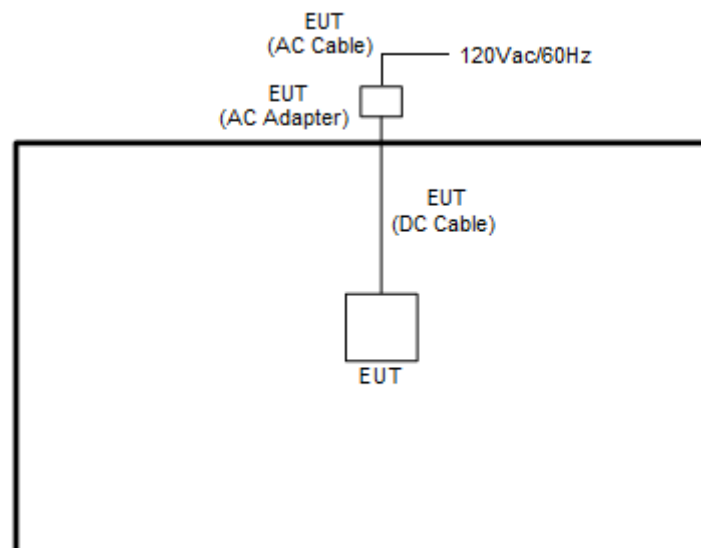 EUT
(AC Cable)
120Vac/60Hz
EUT
(AC Adapter)
EUT
(DC Cable)
EUT